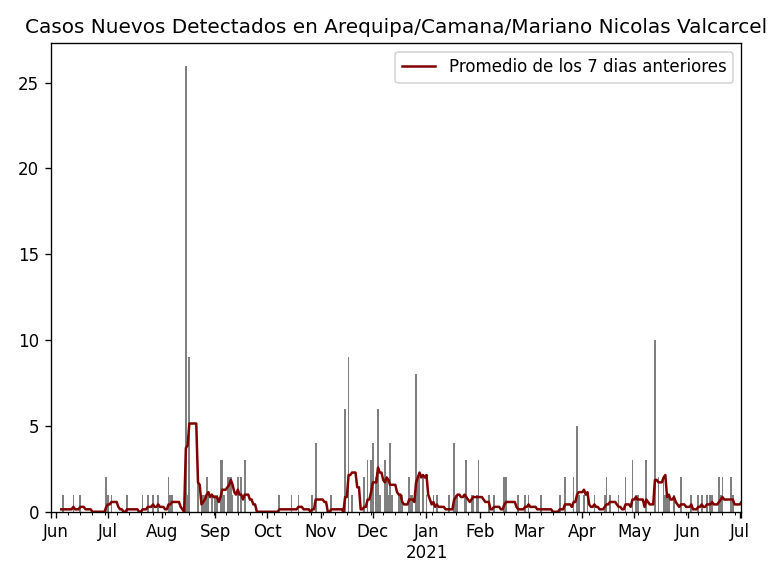 Casos Nuevos Detectados en Arequipa/Camana/Mariano Nicolas Valcarcel
Promedio de los 7 dias anteriores
25
20
15
10
5
0
Jun Jul Aug Sep Oct Nov Dec Jan Feb Mar Apr May Jun Jul
2021